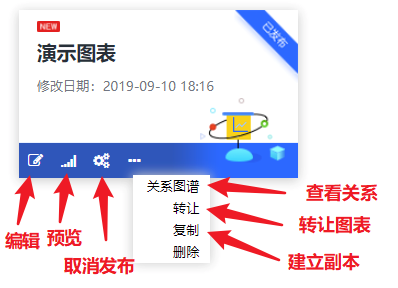 NEW
已发布
演示图表
修改日期：2019-09-10 18:16
关系图谱
转让
复制
删除
编辑
预览
取消发布
查看关系
转让图表
建立副本